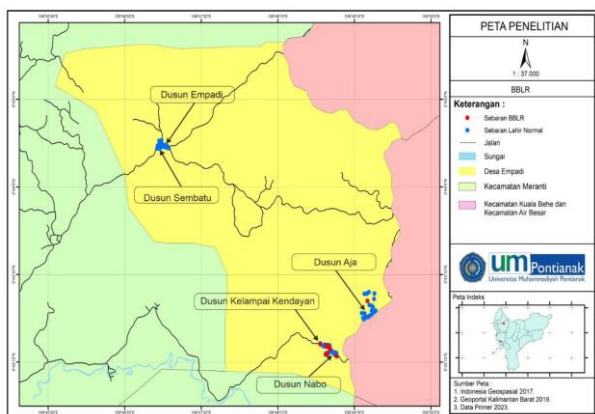 PETA PENELITIAN
N
1 : 37.000
BBLR
Keterangan :
Sebaran BBLR
Sebaran Lahir Normal
Jalan
Sungai
Desa Empadi
Kecamatan Meranti
Kecamatan Kuala Behe dan
Kecamatan Air Besar
um Pontianak
Universitas Muhammadiyah Pontianak
Peta Indeks
Sumber Peta :
1. Indonesia Geospasial 2017.
2. Geoportal Kalimantan Barat 2019.
3. Data Primer 2023.
Dusun Empadi
Dusun Sembatu
Dusun Aja
Dusun Kelampai Kendayan
Dusun Nabo